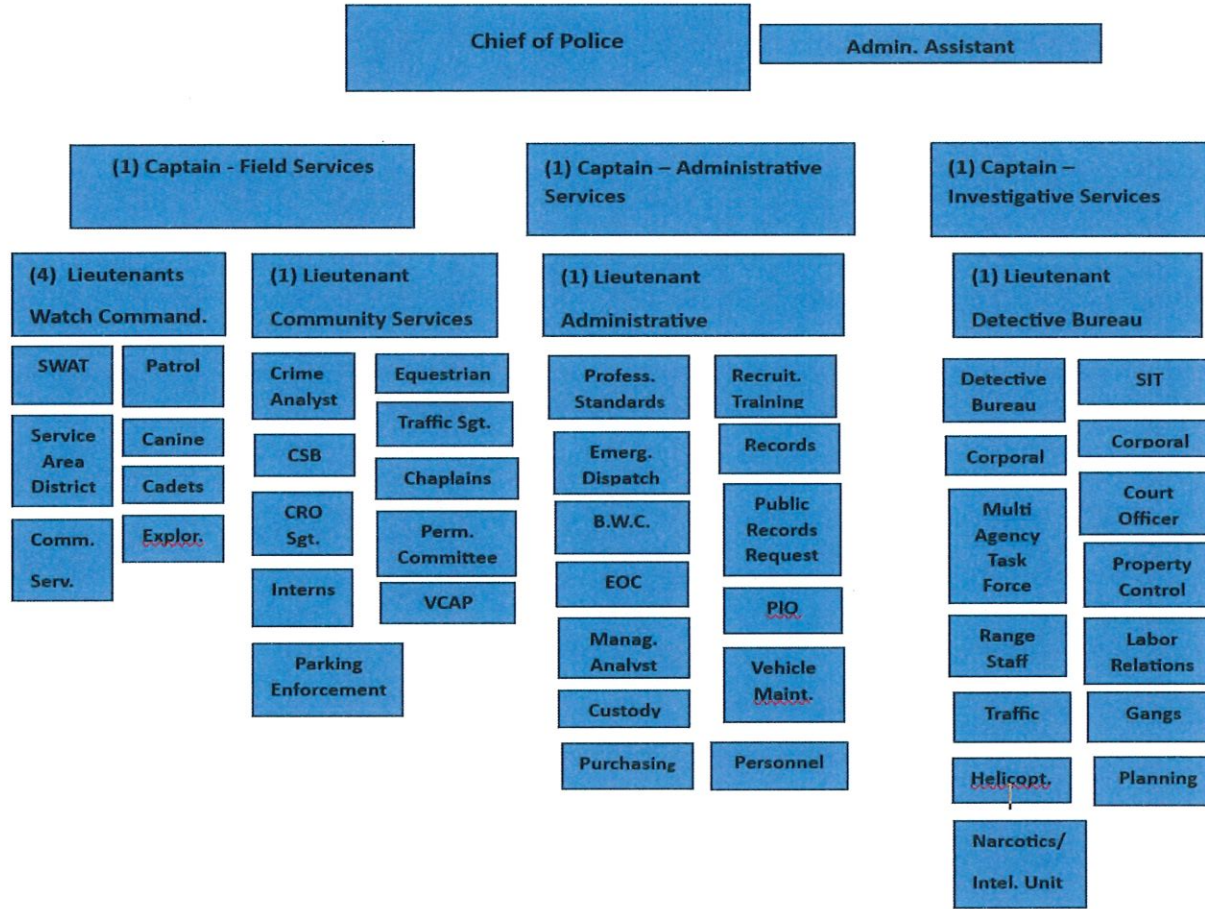 Chief of Police
Admin. Assistant
(1) Captain - Field Services
(1) Captain – Administrative
Services
(1) Captain –
Investigative Services
(4) Lieutenants
Watch Command.
(1) Lieutenant
Community Services
(1) Lieutenant
Administrative
(1) Lieutenant
Detective Bureau
SWAT
Patrol
Service
Area
District
Canine
Cadets
Comm.
Serv.
Explor.
Crime
Analyst
Equestrian
Traffic Sgt.
CSB
Chaplains
CRO
Sgt.
Perm.
Committee
Interns
VCAP
Parking
Enforcement
Profess.
Standards
Recruit.
Training
Emerg.
Dispatch
Records
B.W.C.
Public
Records
Request
EOC
PIO
Manag.
Analyst
Vehicle
Maint.
Custody
Purchasing
Personnel
Detective
Bureau
SIT
Corporal
Corporal
Multi
Agency
Task
Force
Court
Officer
Property
Control
Range
Staff
Labor
Relations
Traffic
Gangs
Helicopt.
Planning
Narcotics/
Intel. Unit